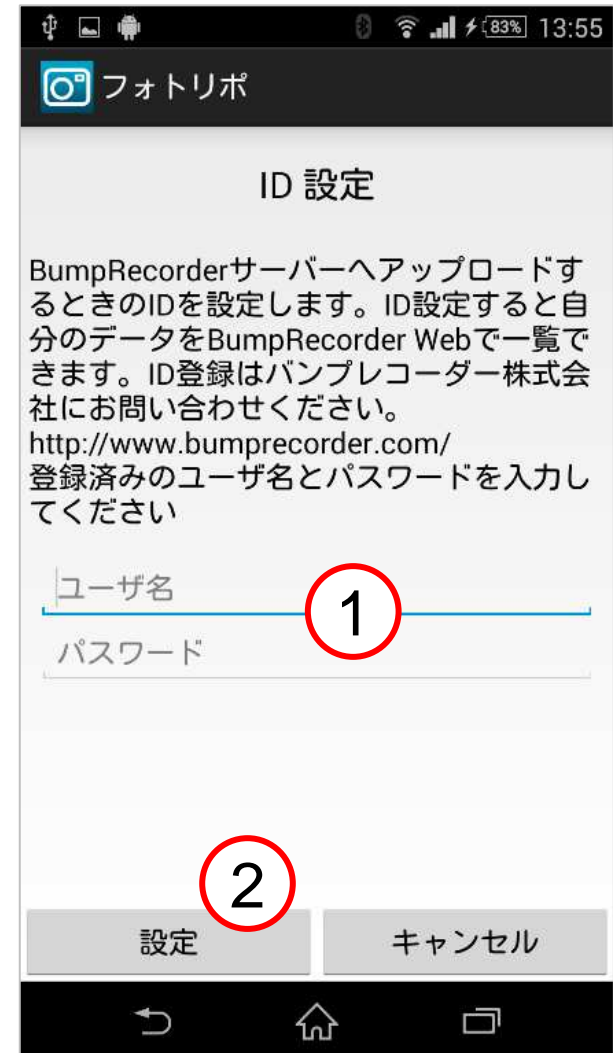 83% 13:55
フォトリポ
ID 設定
BumpRecorderサーバーへアップロードす
るときのIDを設定します。ID設定すると自
分のデータをBumpRecorder Webで一覧で
きます。ID登録はバンプレコーダー株式会
社にお問い合わせください。
http://www.bumprecorder.com/
登録済みのユーザ名とパスワードを入力し
てください
ユーザ名
1
パスワード
2
設定 キャンセル